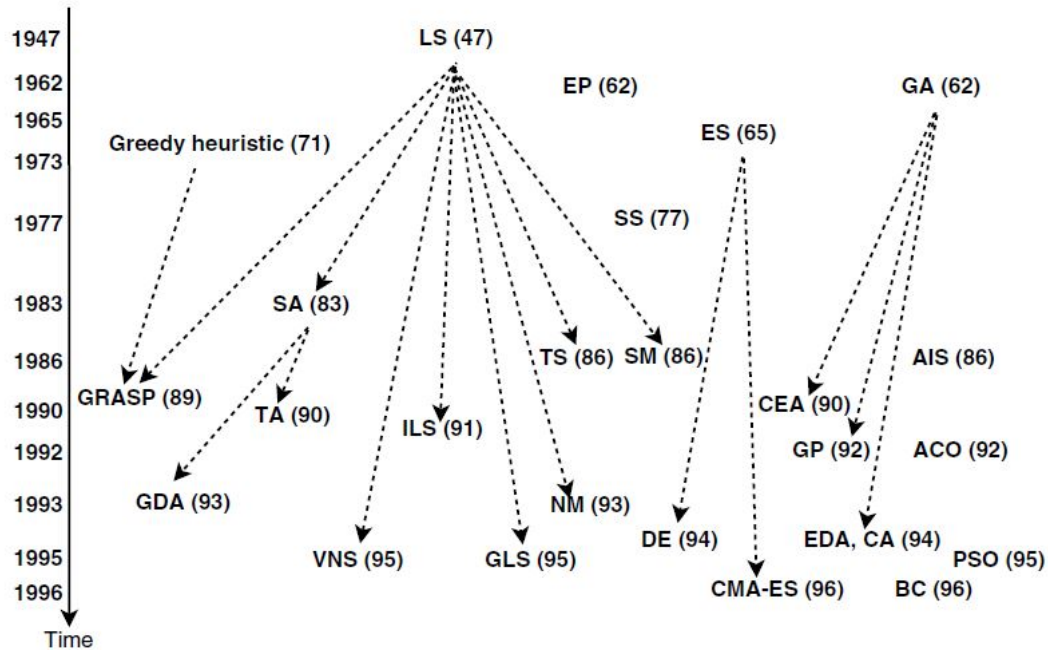 1947
LS (47)
1962
EP (62)
GA (62)
1965
ES (65)
Greedy heuristic (71)
1973
1977
SS (77)
1983
SA (83)
1986
TS (86)
SM (86)
AIS (86)
GRASP (89)
1990
TA (90)
CEA (90)
ILS (91)
1992
GP (92)
ACO (92)
1993
GDA (93)
NM (93)
DE (94)
EDA, CA (94)
1995
VNS (95)
GLS (95)
PSO (95)
1996
CMA-ES (96)
BC (96)
Time